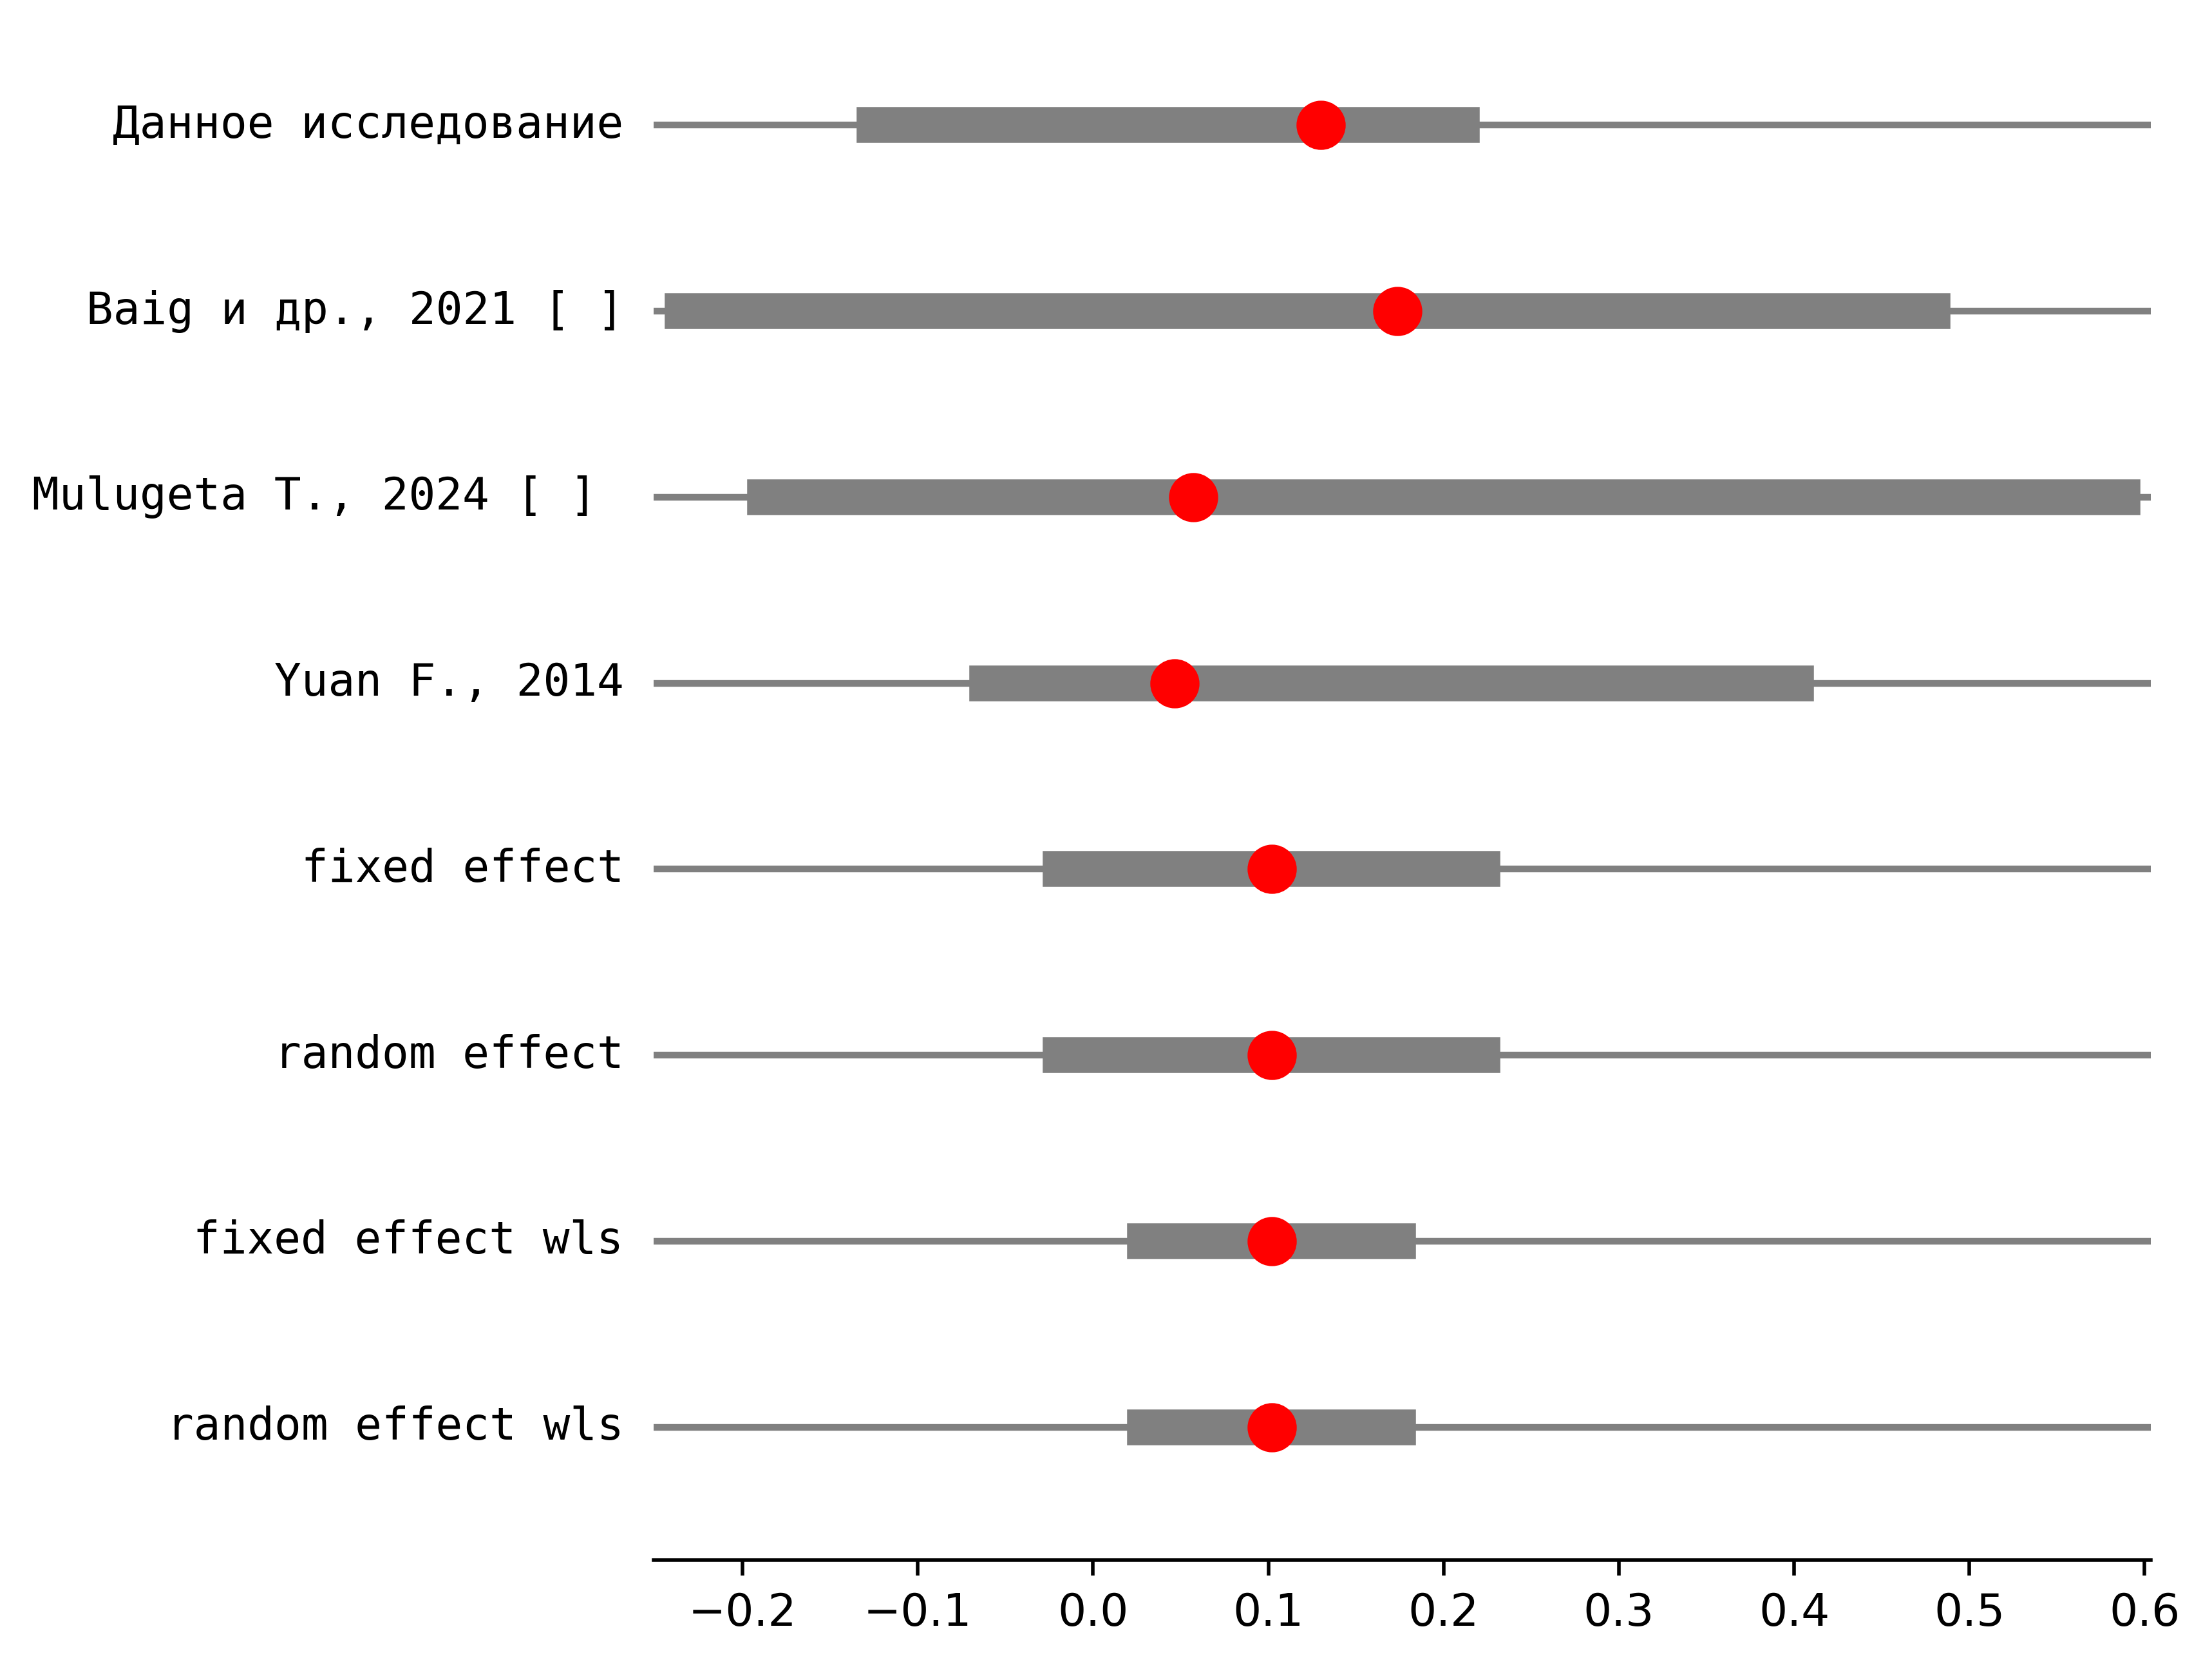 Данное исследование
Baig и др., 2021 [ ]
Mulugeta T., 2024 [ ]
Yuan F., 2014
fixed effect
random effect
fixed effect wls
random effect wls
−0.2 −0.1 0.0 0.1 0.2 0.3 0.4 0.5 0.6